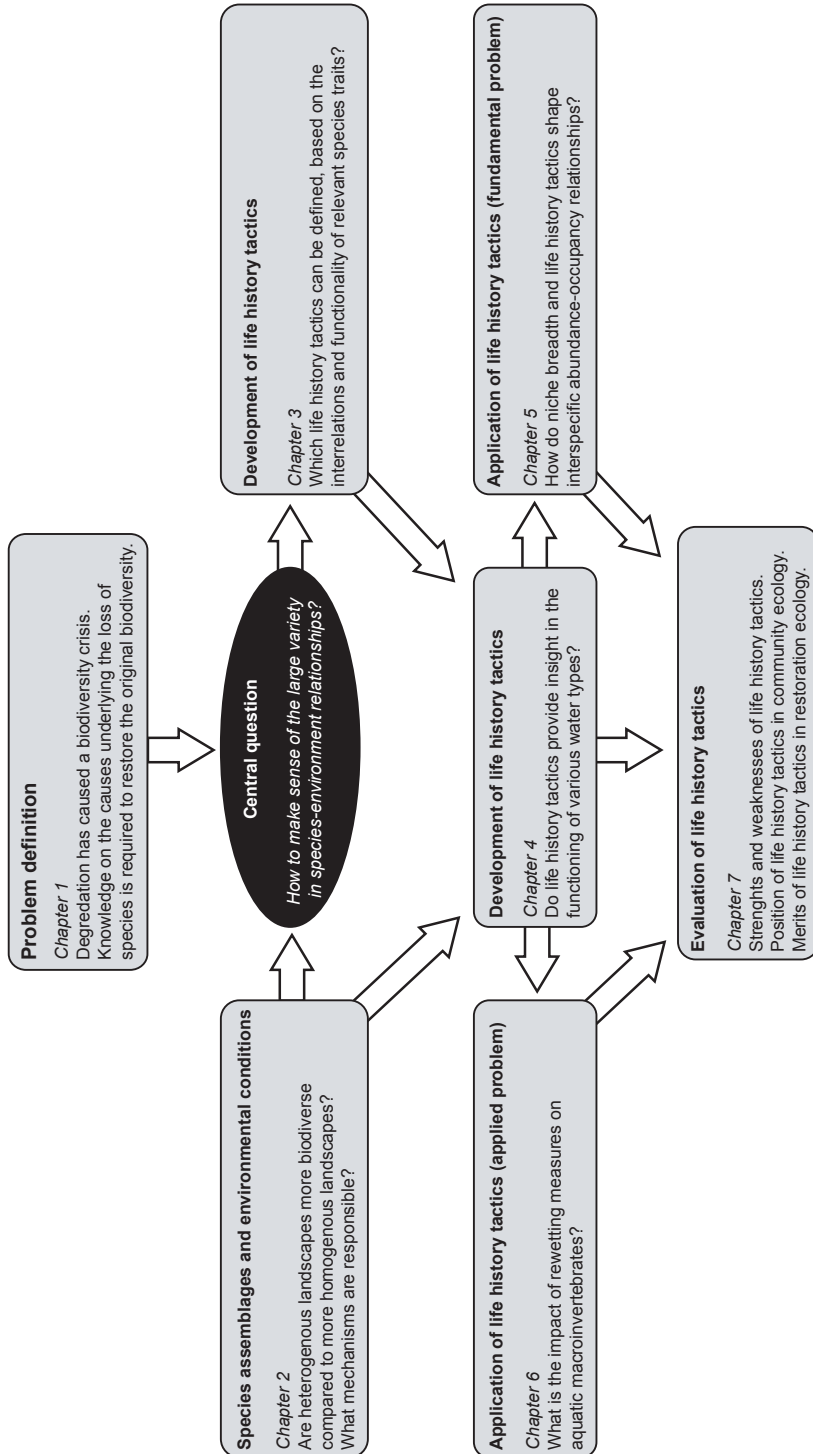 Problem definition
Chapter 1
Degredation has caused a biodiversity crisis.
Knowledge on the causes underlying the loss of
species is required to restore the original biodiversity.
Species assemblages and environmental conditions
Chapter 2
Are heterogenous landscapes more biodiverse
compared to more homogenous landscapes?
What mechanisms are responsible?
Central question
How to make sense of the large variety
in species-environment relationships?
Development of life history tactics
Chapter 3
Which life history tactics can be defined, based on the
interrelations and functionality of relevant species traits?
Application of life history tactics (applied problem)
Chapter 6
What is the impact of rewetting measures on
aquatic macroinvertebrates?
Development of life history tactics
Chapter 4
Do life history tactics provide insight in the
functioning of various water types?
Application of life history tactics (fundamental problem)
Chapter 5
How do niche breadth and life history tactics shape
interspecific abundance-occupancy relationships?
Evaluation of life history tactics
Chapter 7
Strenghts and weaknesses of life history tactics.
Position of life history tactics in community ecology.
Merits of life history tactics in restoration ecology.